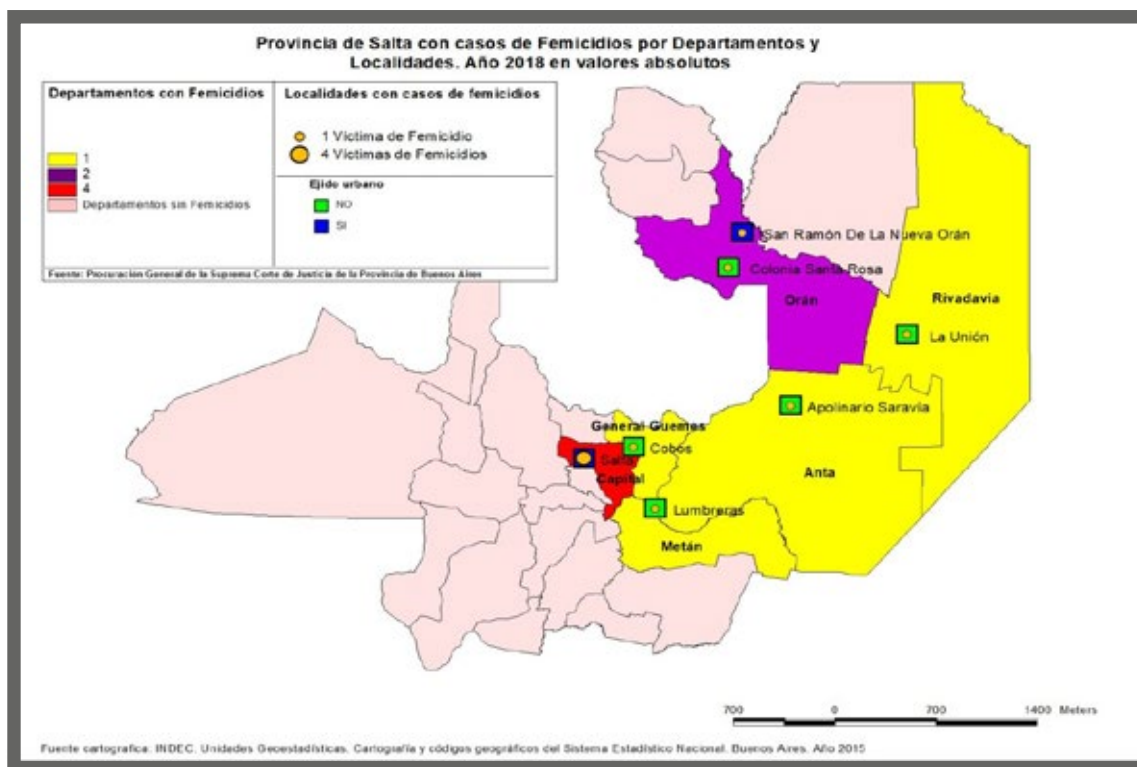 Provincia de Salta con casos de Femicidios por Departamentos y
Localidades. Año 2018 en valores absolutos
Departamentos con Femicidios
1
2
4
Departamentos sin Femicidios
Localidades con casos de femicidios
1 Víctima de Femicidio
4 Víctimas de Femicidios
Ejido urbano
NO
SI
Fuente: Procuración General de la Suprema Corte de Justicia de la Provincia de Buenos Aires
San Ramón De La Nueva Orán
Colonia Santa Rosa
Orán
Rivadavia
La Unión
Apolinario Saravia
General Guemes
Cobos
Salta
Capital
Anta
Lumbreras
Metán
700 0 700 1400 Meters
Fuente cartografica: INDEC. Unidades Geoestadísticas. Cartografía y códigos geográficos del Sistema Estadístico Nacional. Buenos Aires. Año 2015